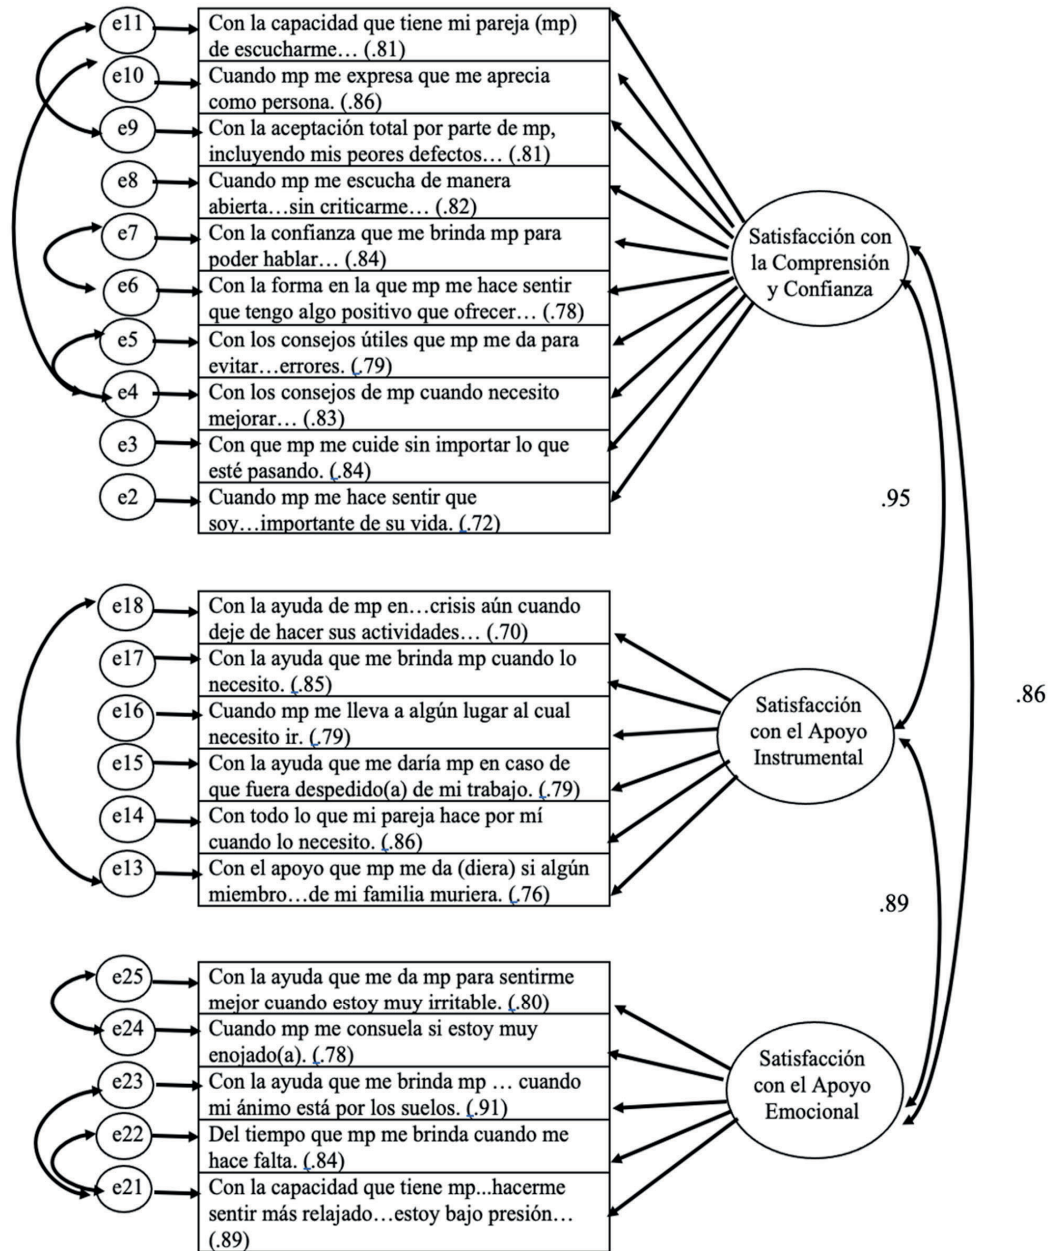 e11
Con la capacidad que tiene mi pareja (mp)
de escucharme… (.81)
e10
Cuando mp me expresa que me aprecia
como persona. (.86)
e9
Con la aceptación total por parte de mp,
incluyendo mis peores defectos… (.81)
e8
Cuando mp me escucha de manera
abierta…sin criticarme… (.82)
e7
Con la confianza que me brinda mp para
poder hablar… (.84)
e6
Con la forma en la que mp me hace sentir
que tengo algo positivo que ofrecer… (.78)
e5
Con los consejos útiles que mp me da para
evitar…errores. (.79)
e4
Con los consejos de mp cuando necesito
mejorar… (.83)
e3
Con que mp me cuide sin importar lo que
esté pasando. (.84)
e2
Cuando mp me hace sentir que
soy…importante de su vida. (.72)
Satisfacción con
la Comprensión
y Confianza
.95
.86
e18
Con la ayuda de mp en…crisis aún cuando
deje de hacer sus actividades… (.70)
e17
Con la ayuda que me brinda mp cuando lo
necesito. (.85)
e16
Cuando mp me lleva a algún lugar al cual
necesito ir. (.79)
e15
Con la ayuda que me daría mp en caso de
que fuera despedido(a) de mi trabajo. (.79)
e14
Con todo lo que mi pareja hace por mí
cuando lo necesito. (.86)
e13
Con el apoyo que mp me da (diera) si algún
miembro…de mi familia muriera. (.76)
Satisfacción
con el Apoyo
Instrumental
.89
e25
Con la ayuda que me da mp para sentirme
mejor cuando estoy muy irritable. (.80)
e24
Cuando mp me consuela si estoy muy
enojado(a). (.78)
e23
Con la ayuda que me brinda mp … cuando
mi ánimo está por los suelos. (.91)
e22
Del tiempo que mp me brinda cuando me
hace falta. (.84)
e21
Con la capacidad que tiene mp...hacerme
sentir más relajado…estoy bajo presión…
(.89)
Satisfacción
con el Apoyo
Emocional